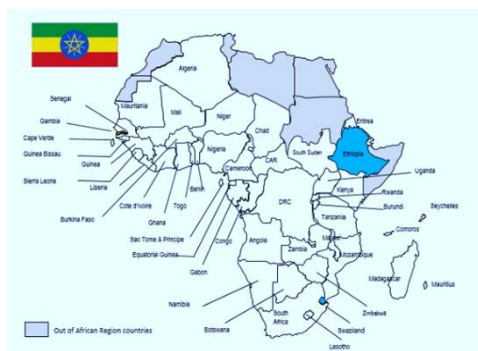 Algeria
Senegal
Mauritania
Mali
Niger
Eritrea
Gambia
Chad
Cape Verde
Nigeria
South Sudan
Ethiopia
Guinea Bissau
Guinea
Cameroon
CAR
Uganda
Sierra Leone
Liberia
Benin
Kenya
Rwanda
Cote d'Ivoire
Togo
DRC
Burundi
Burkina Faso
Ghana
Tanzania
Seychelles
Sao Tome & Principe
Congo
Angola
Comoros
Equatorial Guinea
Zambia
Mozambique
Gabon
Madagascar
Mauritius
Namibia
Zimbabwe
Botswana
South
Africa
Swaziland
Lesotho
Out of African Region countries